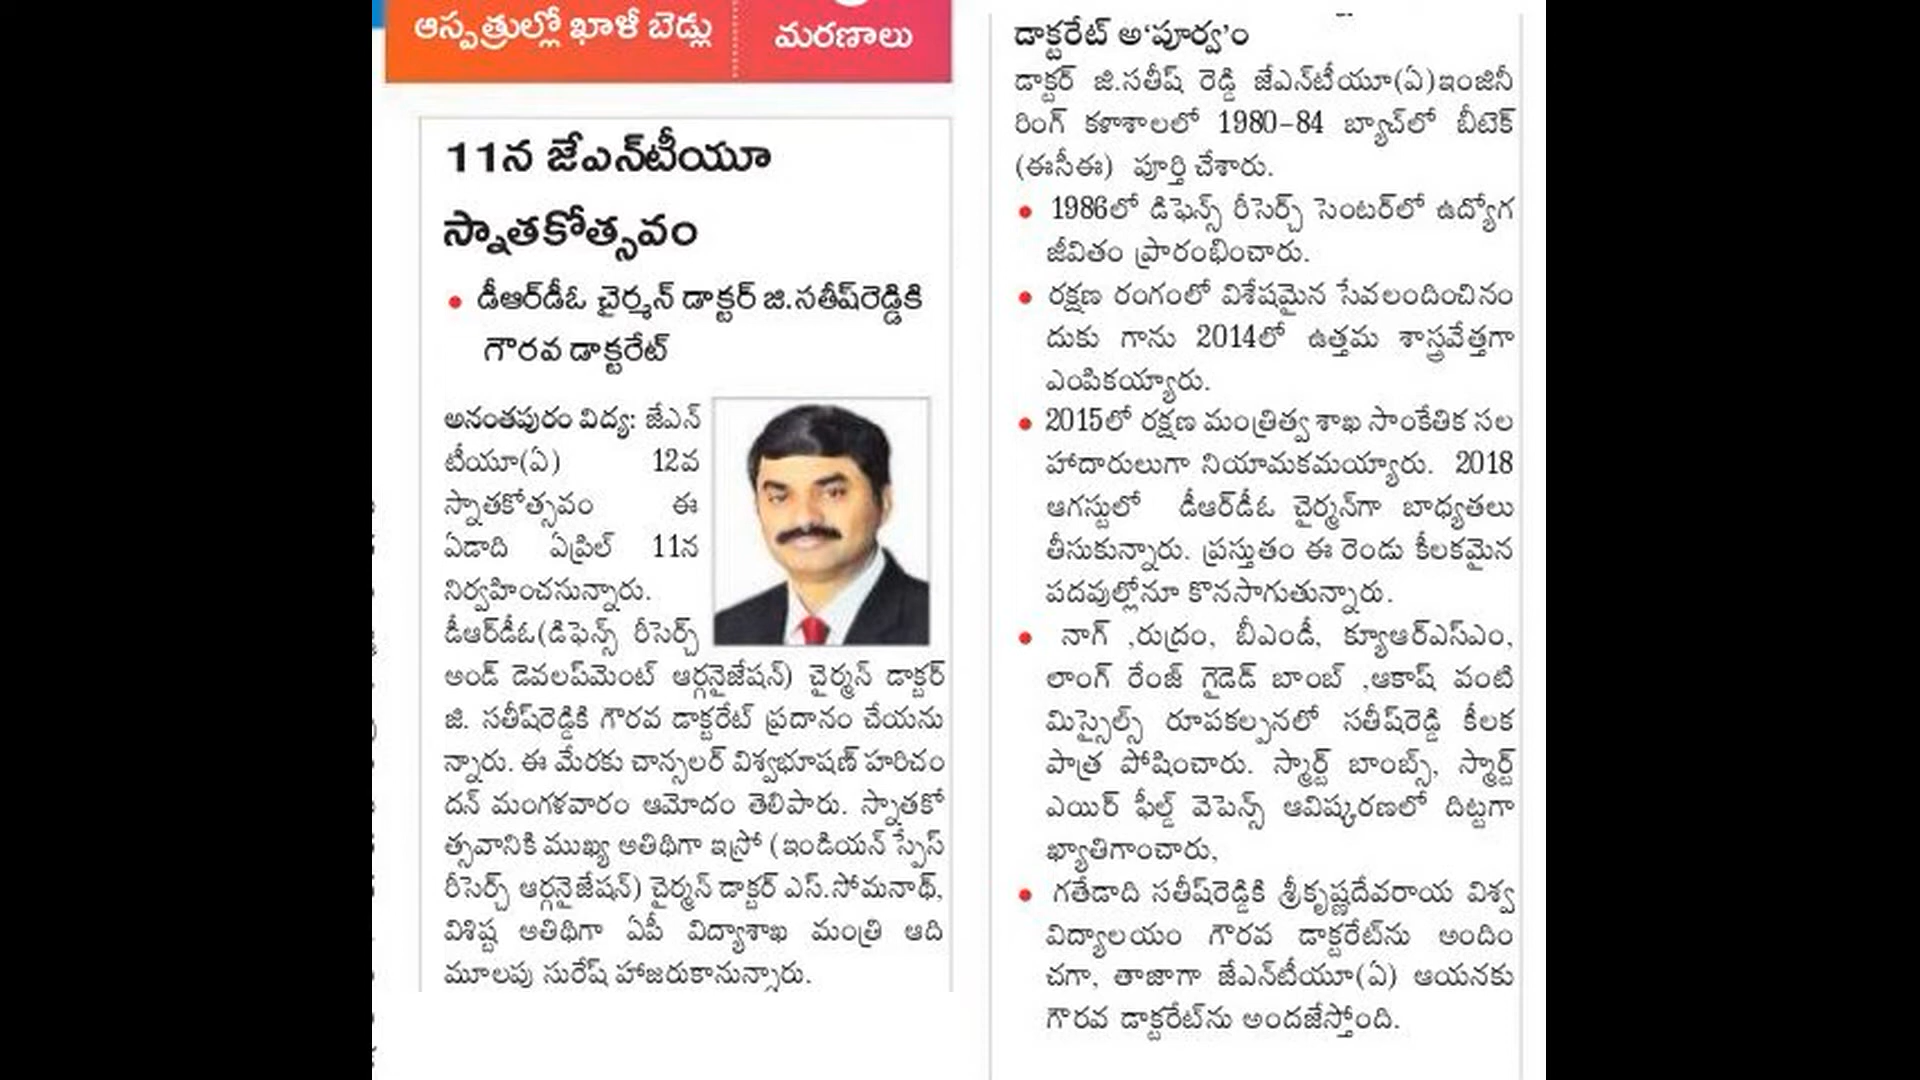 ఆస్పత్రుల్లో ఖాళీ బెడ్లు
మరణాలు
11న జేఎన్‌టీయూ
స్నాతకోత్సవం
• డీఆర్‌డీఓ చైర్మన్ డాక్టర్ జి.సతీష్‌రెడ్డికి
గౌరవ డాక్టరేట్
అనంతపురం విద్య: జేఎన్
టీయూ(ఏ) 12వ
స్నాతకోత్సవం ఈ
ఏడాది ఏప్రిల్ 11న
నిర్వహించనున్నారు.
డీఆర్‌డీఓ(డిఫెన్స్ రీసెర్చ్
అండ్ డెవలప్‌మెంట్ ఆర్గనైజేషన్) చైర్మన్ డాక్టర్
జి. సతీష్‌రెడ్డికి గౌరవ డాక్టరేట్ ప్రదానం చేయను
న్నారు. ఈ మేరకు చాన్సలర్ విశ్వభూషణ్ హరిచం
దన్ మంగళవారం ఆమోదం తెలిపారు. స్నాతకో
త్సవానికి ముఖ్య అతిథిగా ఇస్రో (ఇండియన్ స్పేస్
రీసెర్చ్ ఆర్గనైజేషన్) చైర్మన్ డాక్టర్ ఎస్.సోమనాథ్,
విశిష్ట అతిథిగా ఏపీ విద్యాశాఖ మంత్రి ఆది
మూలపు సురేష్ హాజరుకానున్నారు.
డాక్టరేట్ అ‘పూర్వ’ం
డాక్టర్ జి.సతీష్ రెడ్డి జేఎన్‌టీయూ(ఏ)ఇంజినీ
రింగ్ కళాశాలలో 1980-84 బ్యాచ్‌లో బీటెక్
(ఈసీఈ) పూర్తి చేశారు.
• 1986లో డిఫెన్స్ రీసెర్చ్ సెంటర్‌లో ఉద్యోగ
జీవితం ప్రారంభించారు.
• రక్షణ రంగంలో విశేషమైన సేవలందించినం
దుకు గాను 2014లో ఉత్తమ శాస్త్రవేత్తగా
ఎంపికయ్యారు.
• 2015లో రక్షణ మంత్రిత్వ శాఖ సాంకేతిక సల
హాదారులుగా నియామకమయ్యారు. 2018
ఆగస్టులో డీఆర్‌డీఓ చైర్మన్‌గా బాధ్యతలు
తీసుకున్నారు. ప్రస్తుతం ఈ రెండు కీలకమైన
పదవుల్లోనూ కొనసాగుతున్నారు.
• నాగ్ ,రుద్రం, బీఎండీ, క్యూఆర్ఎస్ఎం,
లాంగ్ రేంజ్ గైడెడ్ బాంబ్ ,ఆకాష్ వంటి
మిస్సైల్స్ రూపకల్పనలో సతీష్‌రెడ్డి కీలక
పాత్ర పోషించారు. స్మార్ట్ బాంబ్స్, స్మార్ట్
ఎయిర్ ఫీల్డ్ వెపెన్స్ ఆవిష్కరణలో దిట్టగా
ఖ్యాతిగాంచారు,
• గతేడాది సతీష్‌రెడ్డికి శ్రీకృష్ణదేవరాయ విశ్వ
విద్యాలయం గౌరవ డాక్టరేట్‌ను అందిం
చగా, తాజాగా జేఎన్‌టీయూ(ఏ) ఆయనకు
గౌరవ డాక్టరేట్‌ను అందజేస్తోంది.